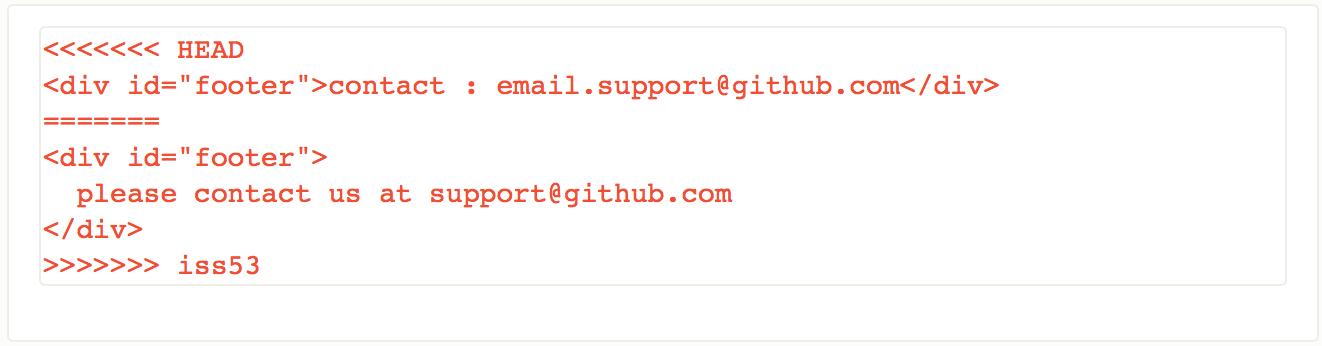 <<<<<<< HEAD
<div id="footer">contact : email.support@github.com</div>
=======
<div id="footer">
  please contact us at support@github.com
</div>
>>>>>>> iss53